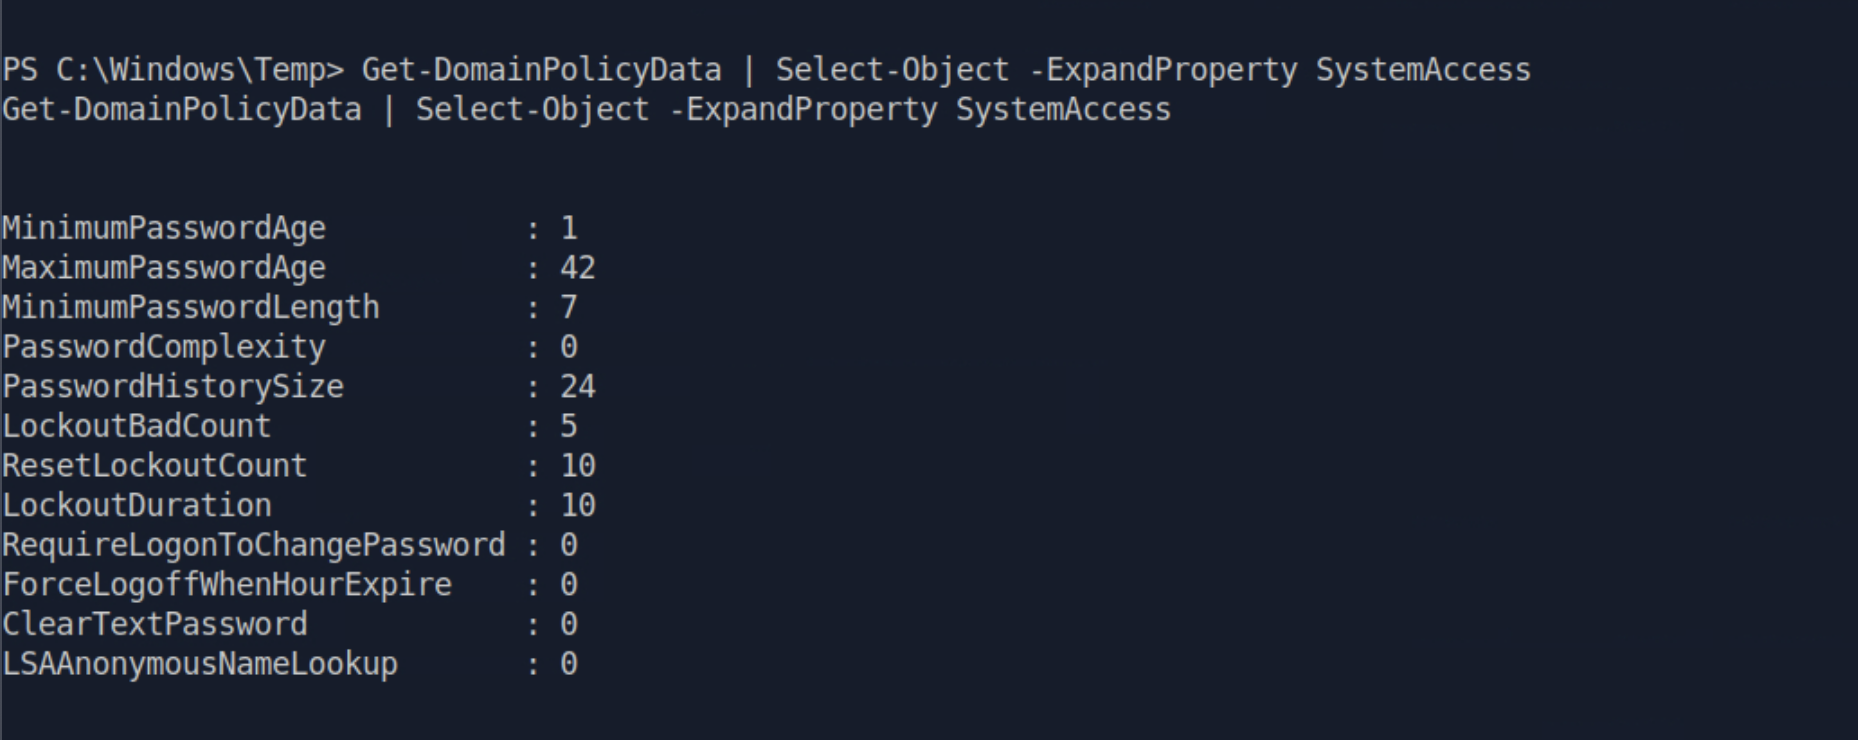 PS C:\Windows\Temp> Get-DomainPolicyData | Select-Object -ExpandProperty SystemAccess
Get-DomainPolicyData | Select-Object -ExpandProperty SystemAccess
MinimumPasswordAge : 1
MaximumPasswordAge : 42
MinimumPasswordLength : 7
PasswordComplexity : 0
PasswordHistorySize : 24
LockoutBadCount : 5
ResetLockoutCount : 10
LockoutDuration : 10
RequireLogonToChangePassword : 0
ForceLogoffWhenHourExpire : 0
ClearTextPassword : 0
LSAAnonymousNameLookup : 0